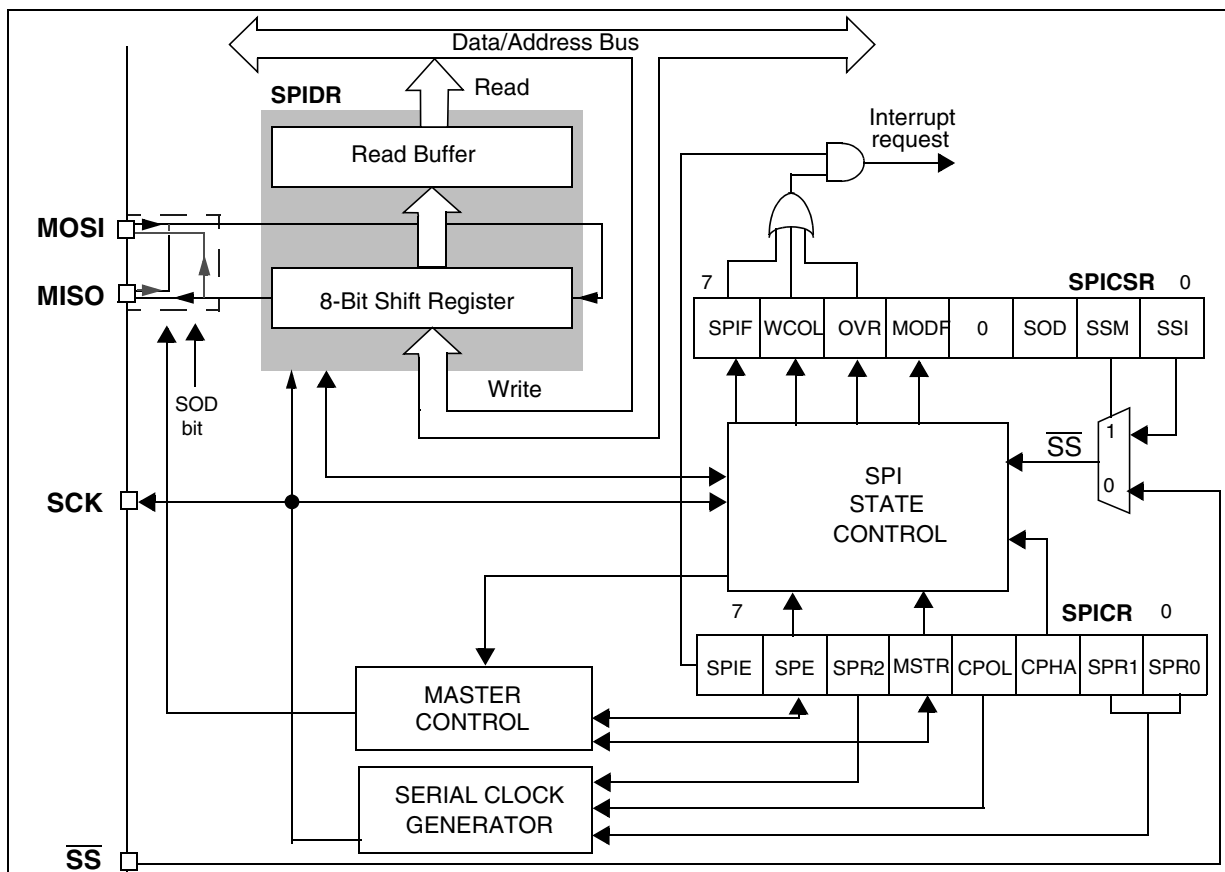 Data/Address Bus
SPIDR
Read
Read Buffer
Interrupt
request
MOSI
MISO
8-Bit Shift Register
7
SPICSR
0
SPIF
WCOL
OVR
MODF
0
SOD
SSM
SSI
Write
SOD
bit
1
SS
0
SCK
SPI
STATE
CONTROL
7
SPICR
0
SPIE
SPE
SPR2
MSTR
CPOL
CPHA
SPR1
SPR0
MASTER
CONTROL
SERIAL CLOCK
GENERATOR
SS